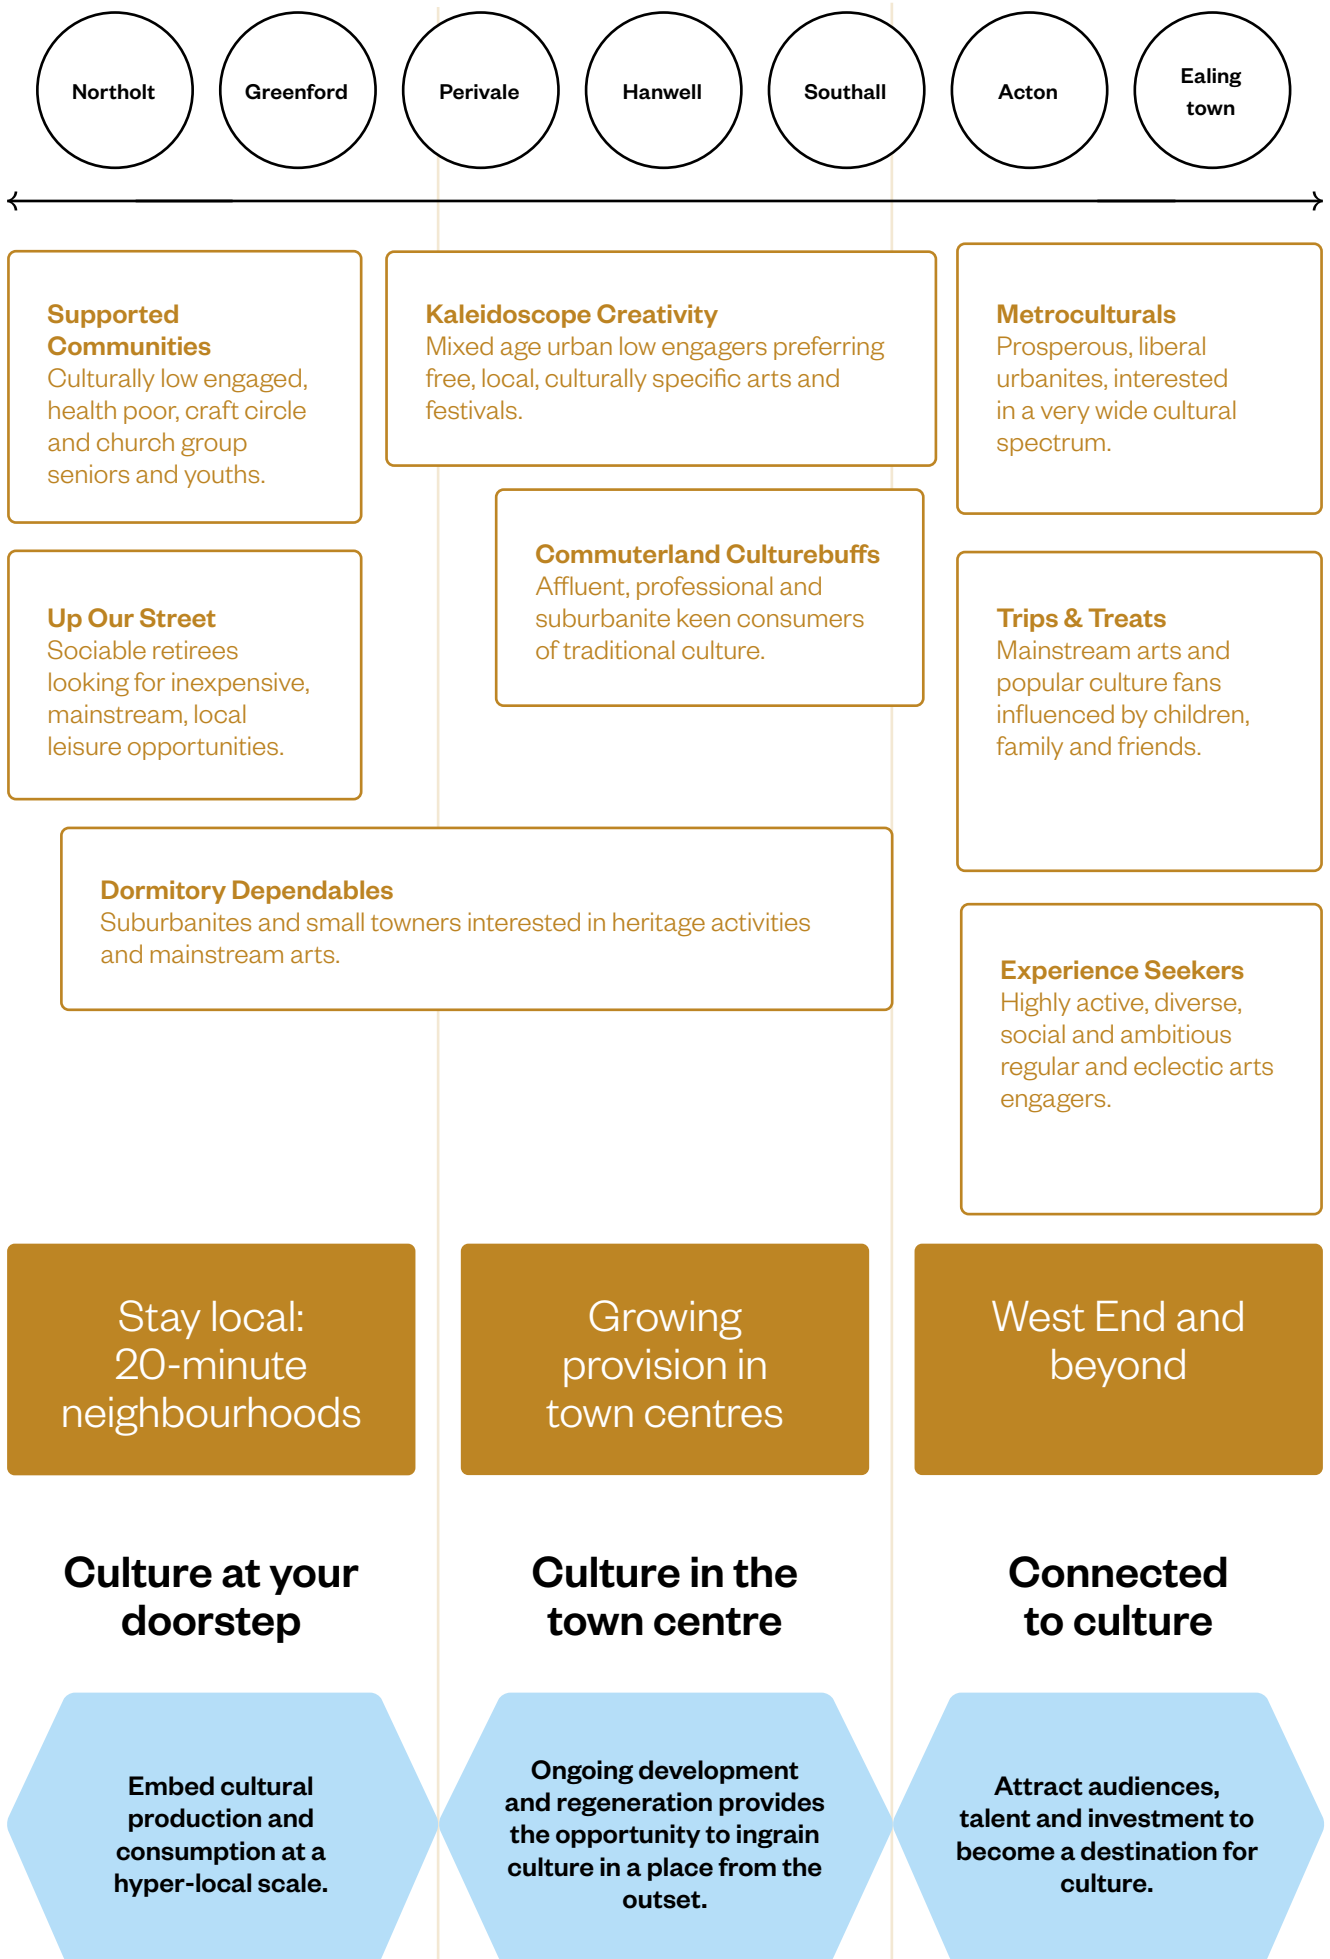 Northolt
Greenford
Perivale
Hanwell
Southall
Acton
Ealing
town
Supported
Communities
Culturally low engaged,
health poor, craft circle
and church group
seniors and youths.
Kaleidoscope Creativity
Mixed age urban low engagers preferring
free, local, culturally specific arts and
festivals.
Metroculturals
Prosperous, liberal
urbanites, interested
in a very wide cultural
spectrum.
Commuterland Culturebuffs
Affluent, professional and
suburbanite keen consumers
of traditional culture.
Up Our Street
Sociable retirees
looking for inexpensive,
mainstream, local
leisure opportunities.
Trips & Treats
Mainstream arts and
popular culture fans
influenced by children,
family and friends.
Dormitory Dependables
Suburbanites and small towners interested in heritage activities
and mainstream arts.
Experience Seekers
Highly active, diverse,
social and ambitious
regular and eclectic arts
engagers.
Stay local:
20-minute
neighbourhoods
Growing
provision in
town centres
West End and
beyond
Culture at your
doorstep
Culture in the
town centre
Connected
to culture
Embed cultural
production and
consumption at a
hyper-local scale.
Ongoing development
and regeneration provides
the opportunity to ingrain
culture in a place from the
outset.
Attract audiences,
talent and investment to
become a destination for
culture.